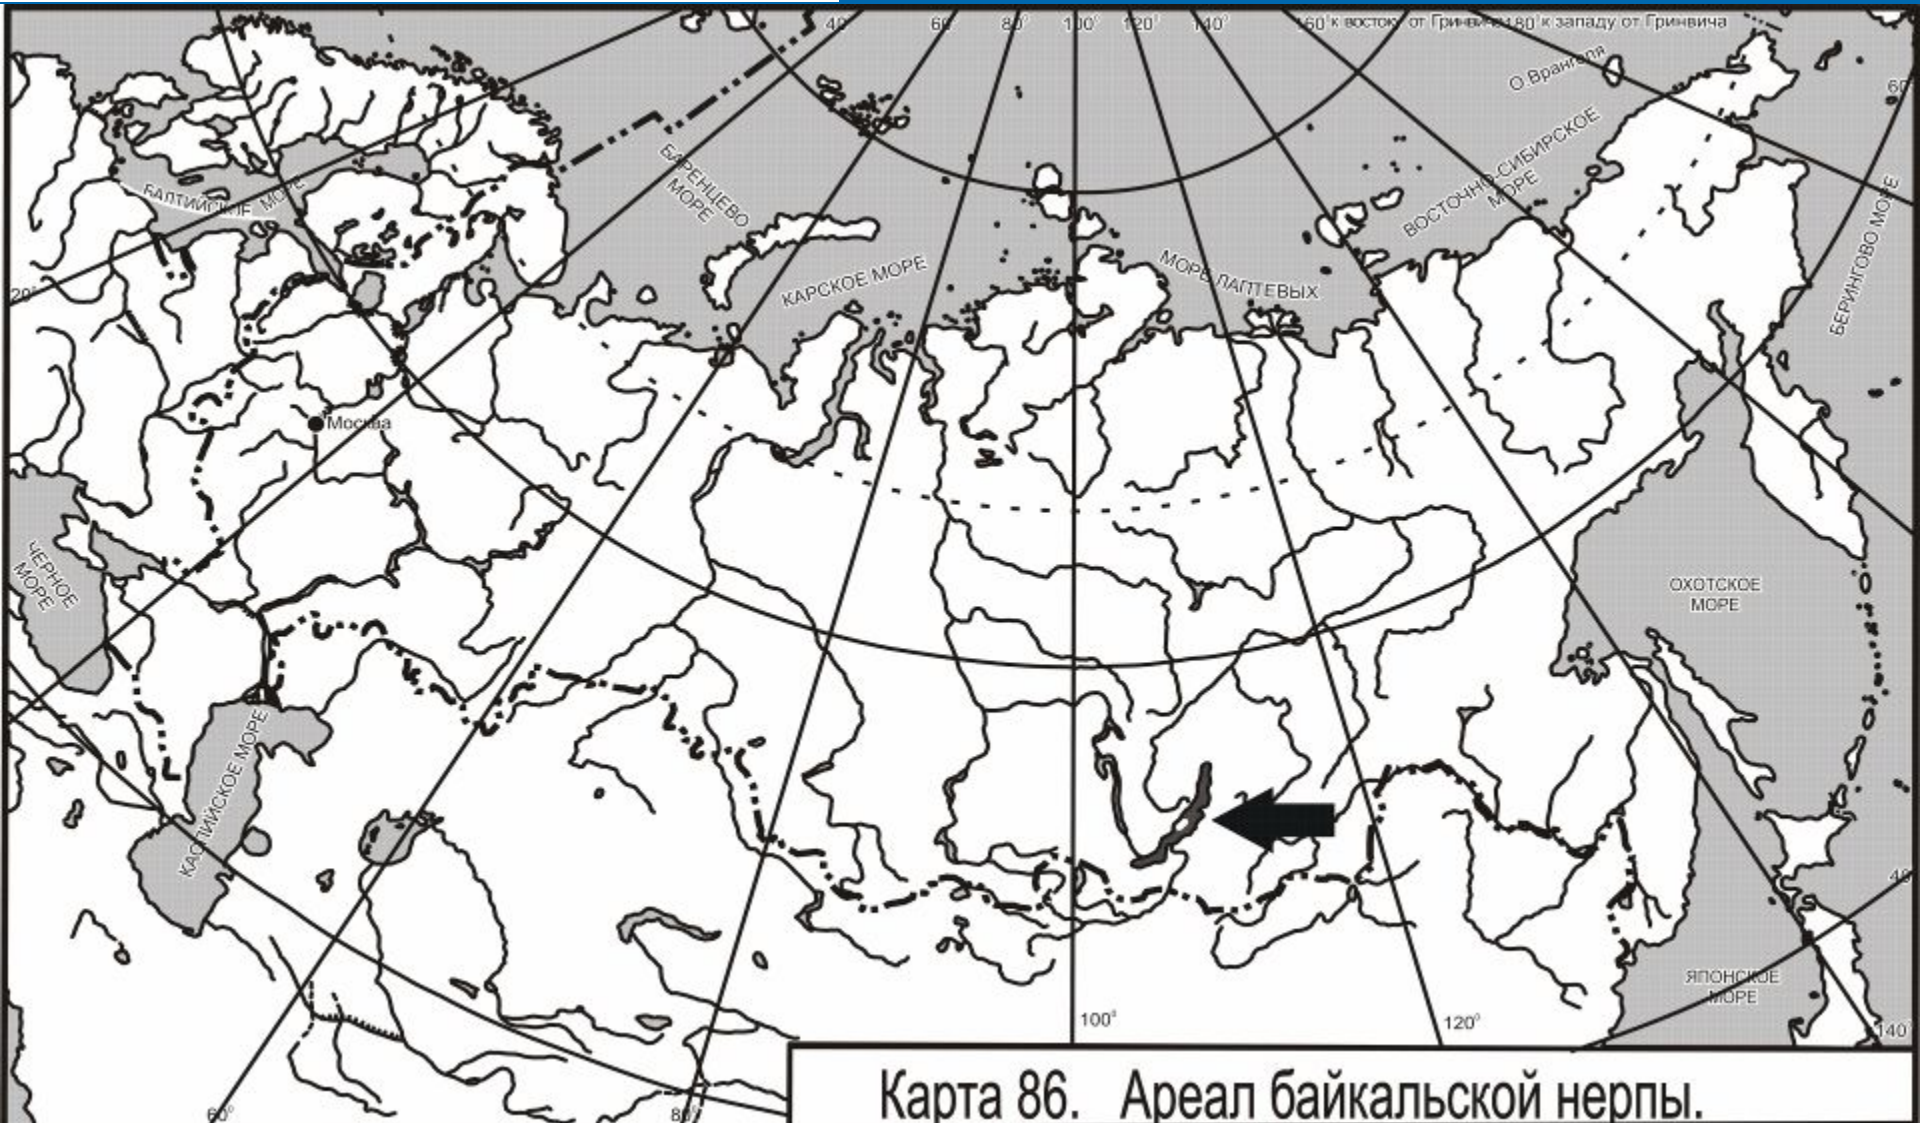 40° 60° 80° 100° 120° 140° 160° к востоку от Гринвича 180° к западу от Гринвича
О.Врангеля
60
БАРЕНЦЕВО
МОРЕ
ВОСТОЧНО-СИБИРСКОЕ
МОРЕ
БАЛТИЙСКОЕ МОРЕ
БЕРИНГОВО МОРЕ
КАРСКОЕ МОРЕ
МОРЕ ЛАПТЕВЫХ
20°
Москва
ЧЕРНОЕ
МОРЕ
ОХОТСКОЕ
МОРЕ
КАСПИЙСКОЕ МОРЕ
40
ЯПОНСКОЕ
МОРЕ
100° 120° 140°
60° 80°
Карта 86. Ареал байкальской нерпы.